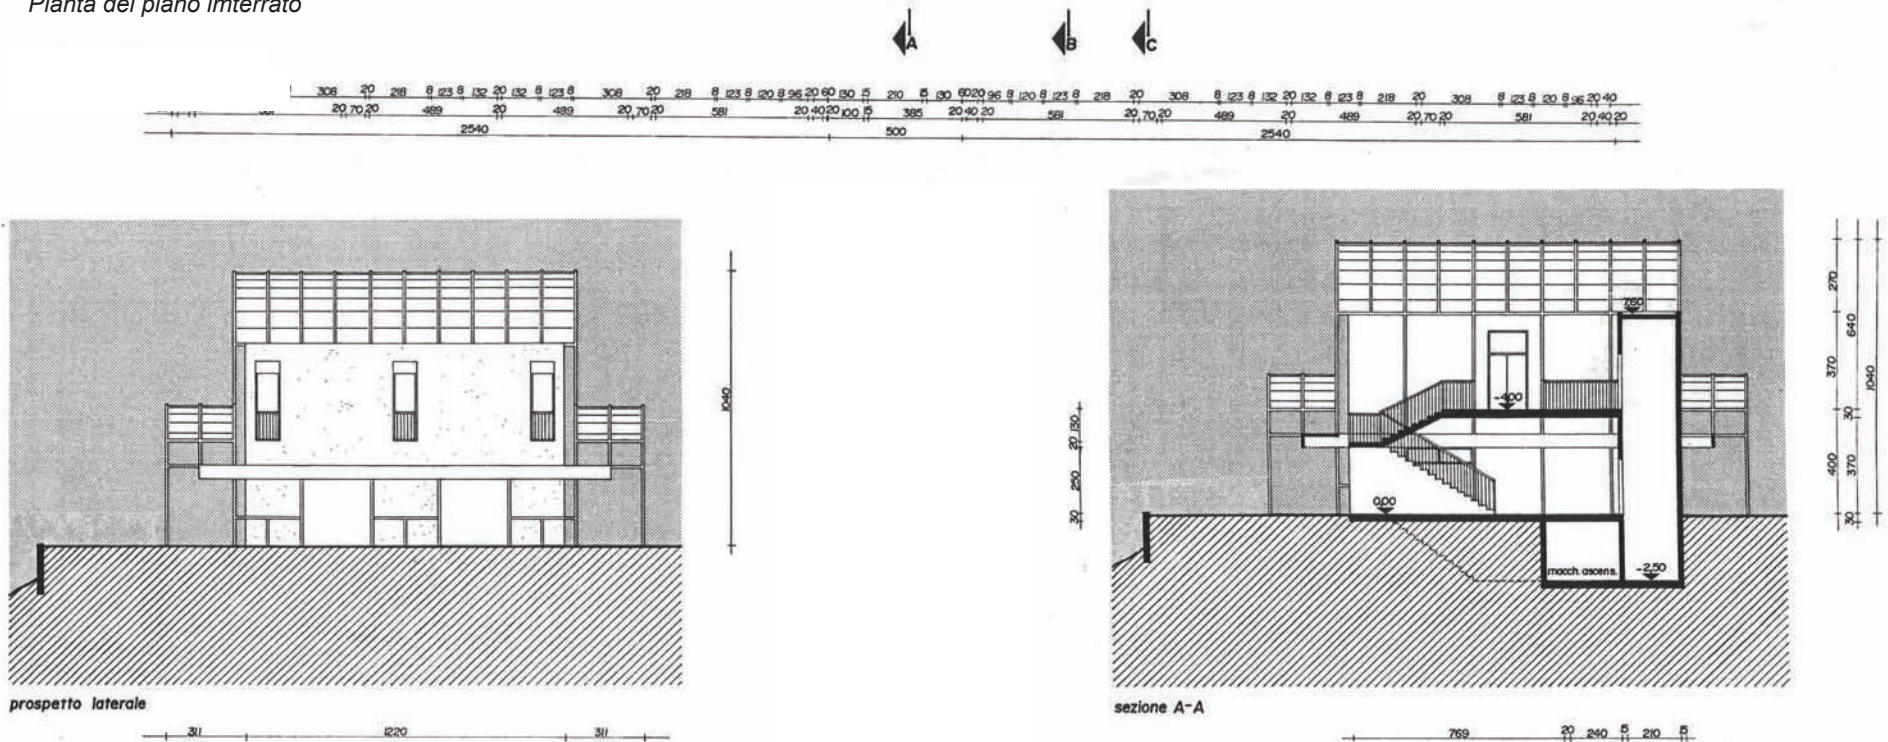 Pianta del piano imterrato
A B C
308 20 218 8 123 8 132 20 132 8 123 8 308 20 218 8 123 8 120 8 96 20 60 130 15 210 5 130 60 20 96 8 120 8 123 8 218 20 308 8 123 8 132 20 132 8 123 8 218 20 308 8 123 8 20 8 96 20 40
20 70 20 489 20 489 20 70 20 581 20 40 20 100 15 385 20 40 20 561 20 70 20 489 20 489 20 70 20 581 20 40 20
2540 500 2540
1040
30 250 20 130
7.60
-4.00
0.00
macch. ascens.
-2.50
400 370 270
30 370 30 640
1040
prospetto laterale
sezione A-A
311 1220 311
769 20 240 5 210 5